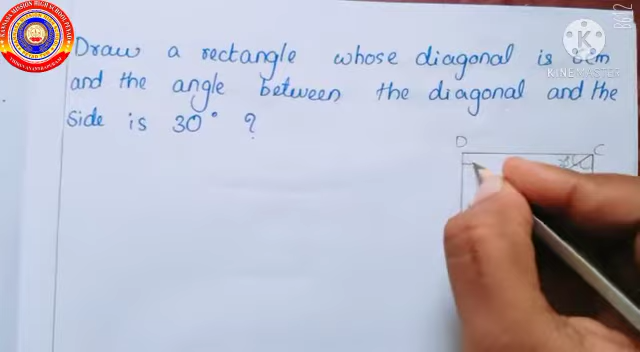 Draw a rectangle whose diagonal is
and the angle between the diagonal and the
side is 30° ?
D
C
KINEMASTER